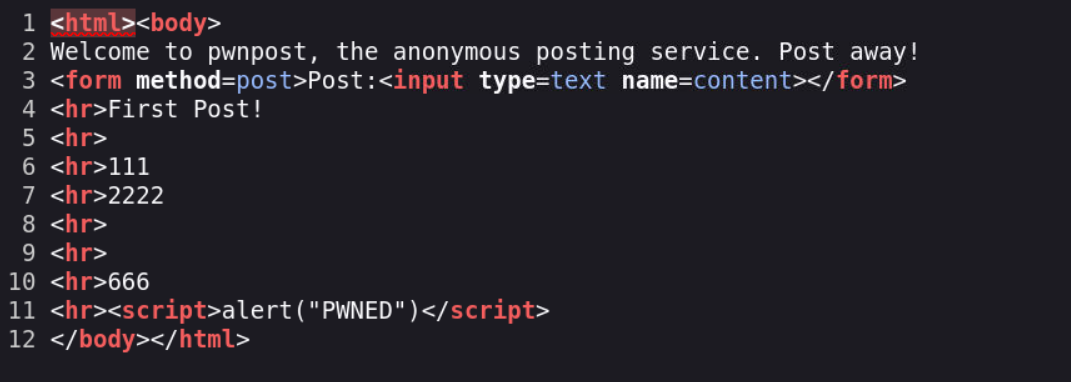 1 <html><body>
2 Welcome to pwnpost, the anonymous posting service. Post away!
3 <form method=post>Post:<input type=text name=content></form>
4 <hr>First Post!
5 <hr>
6 <hr>111
7 <hr>2222
8 <hr>
9 <hr>
10 <hr>666
11 <hr><script>alert("PWNED")</script>
12 </body></html>